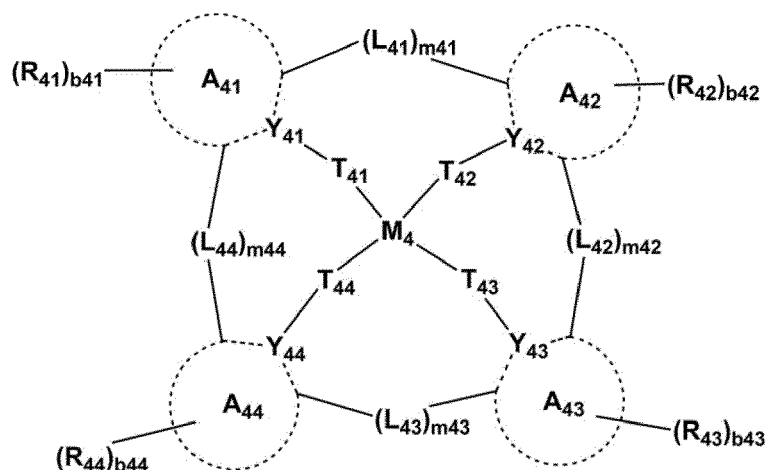 (L₄₁)ₘ₄₁
(R₄₁)b41 A₄₁ A₄₂ (R₄₂)b42
Y₄₁ Y₄₂
T₄₁ T₄₂
M₄
(L₄₄)ₘ₄₄ (L₄₂)ₘ₄₂
T₄₄ T₄₃
Y₄₄ Y₄₃
A₄₄ A₄₃
(L₄₃)ₘ₄₃
(R₄₄)b44 (R₄₃)b43